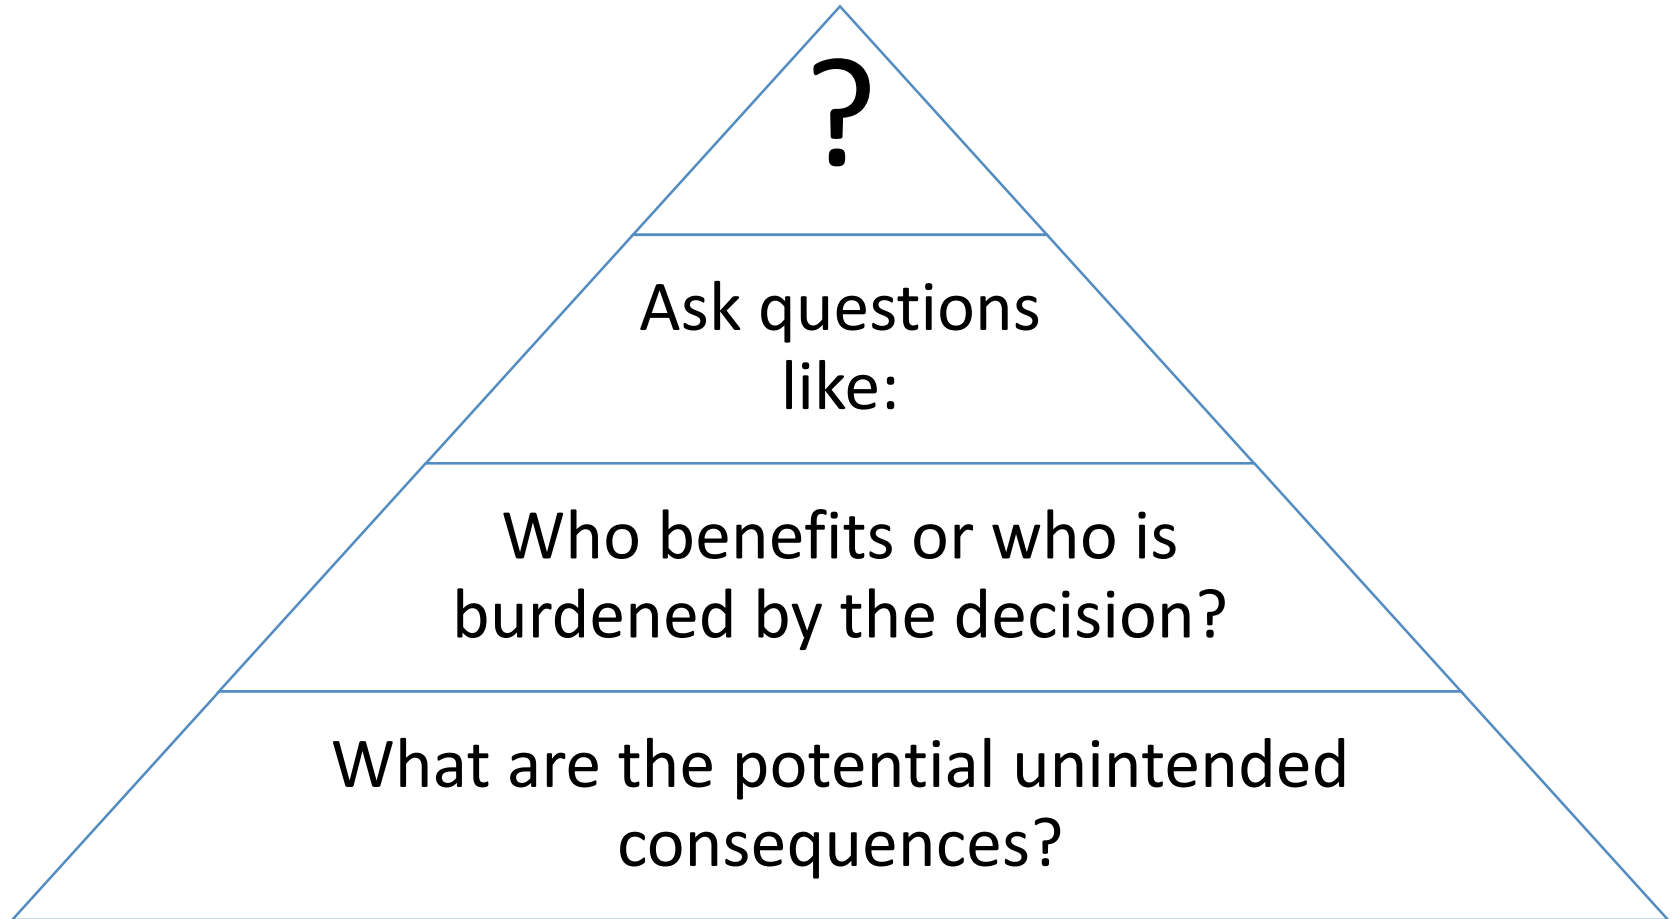 ?
Ask questions
like:
Who benefits or who is
burdened by the decision?
What are the potential unintended
consequences?